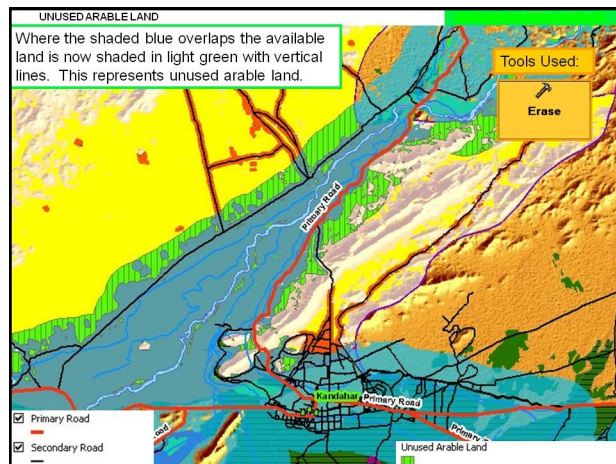 UNUSED ARABLE LAND
Where the shaded blue overlaps the available
land is now shaded in light green with vertical
lines. This represents unused arable land.
Tools Used:
Erase
Primary Road
Kandahar
Primary Road
Primary Road
Secondary Road
Road
Primary R
Unused Arable Land